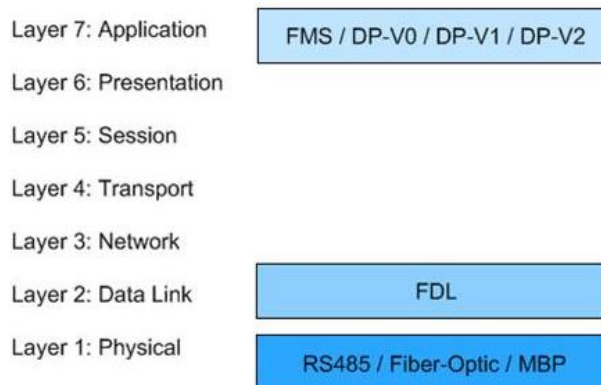 Layer 7: Application
FMS / DP-V0 / DP-V1 / DP-V2
Layer 6: Presentation
Layer 5: Session
Layer 4: Transport
Layer 3: Network
Layer 2: Data Link
FDL
Layer 1: Physical
RS485 / Fiber-Optic / MBP